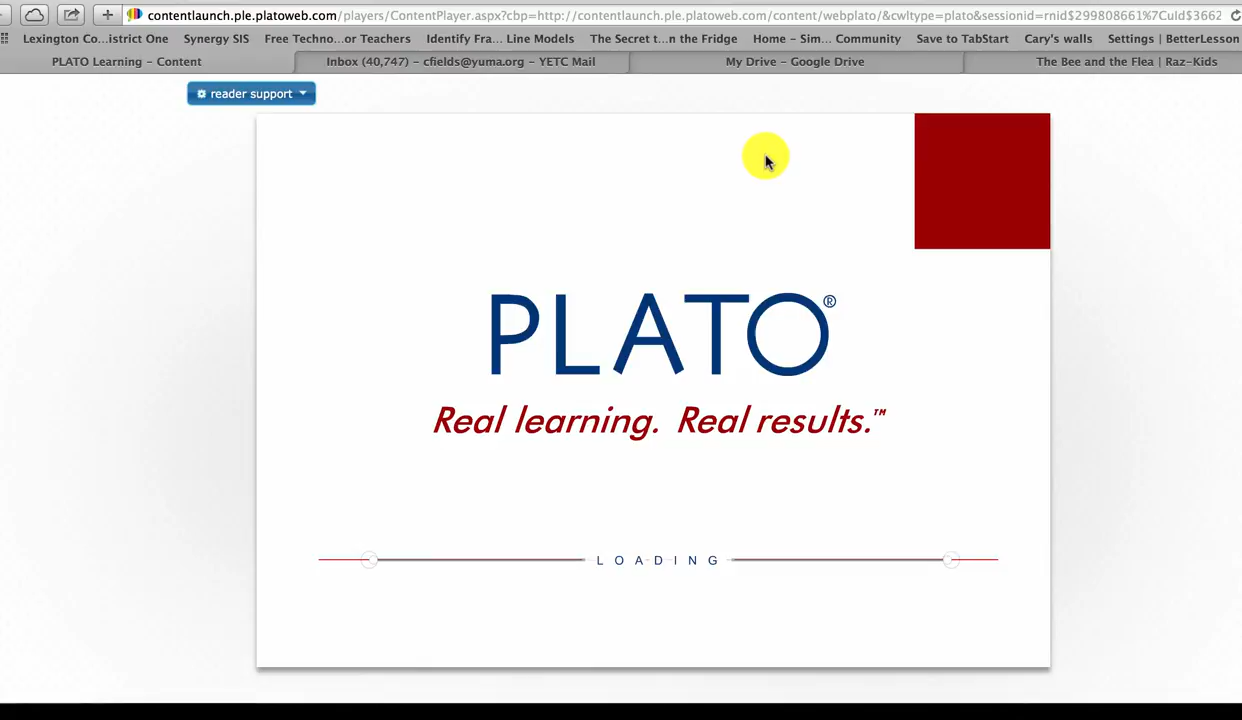 contentlaunch.ple.platoweb.com/players/ContentPlayer.aspx?cbp=http://contentlaunch.ple.platoweb.com/content/webplato/&cwltype=plato&sessionid=rnid$299808661%7CuId$3662
Lexington Co...istrict One Synergy SIS Free Techno...or Teachers Identify Fra... Line Models The Secret t...n the Fridge Home - Sim... Community Save to TabStart Cary's walls Settings | BetterLesson
PLATO Learning - Content Inbox (40,747) - cfields@yuma.org - YETC Mail My Drive - Google Drive The Bee and the Flea | Raz-Kids
reader support
PLATO®
Real learning. Real results.™
LOADING